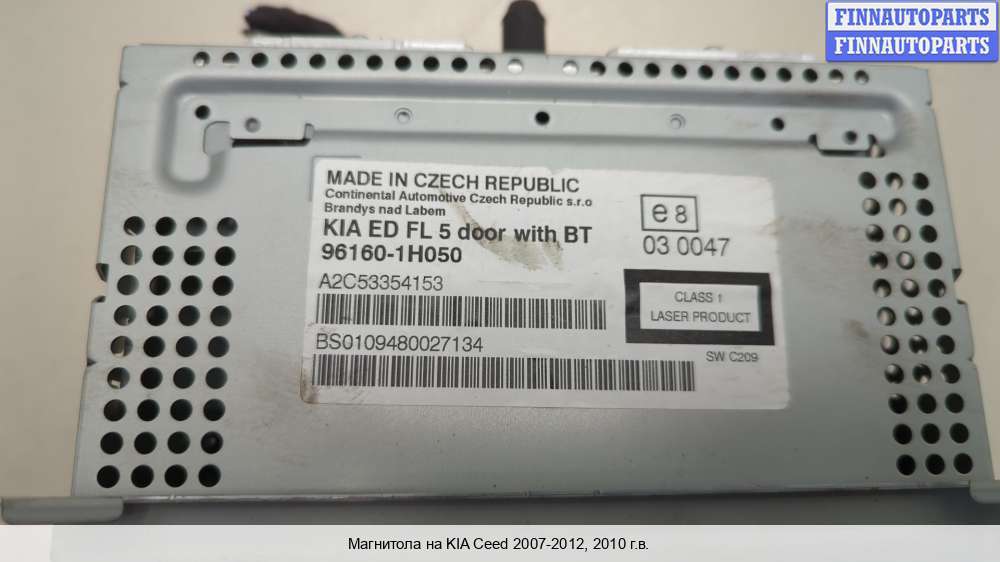 FINNAUTOPARTS
FINNAUTOPARTS
MADE IN CZECH REPUBLIC
Continental Automotive Czech Republic s.r.o
Brandys nad Labem
KIA ED FL 5 door with BT
96160-1H050
A2C53354153
BS0109480027134
e8
03 0047
CLASS 1
LASER PRODUCT
SW C209
Магнитола на KIA Ceed 2007-2012, 2010 г.в.